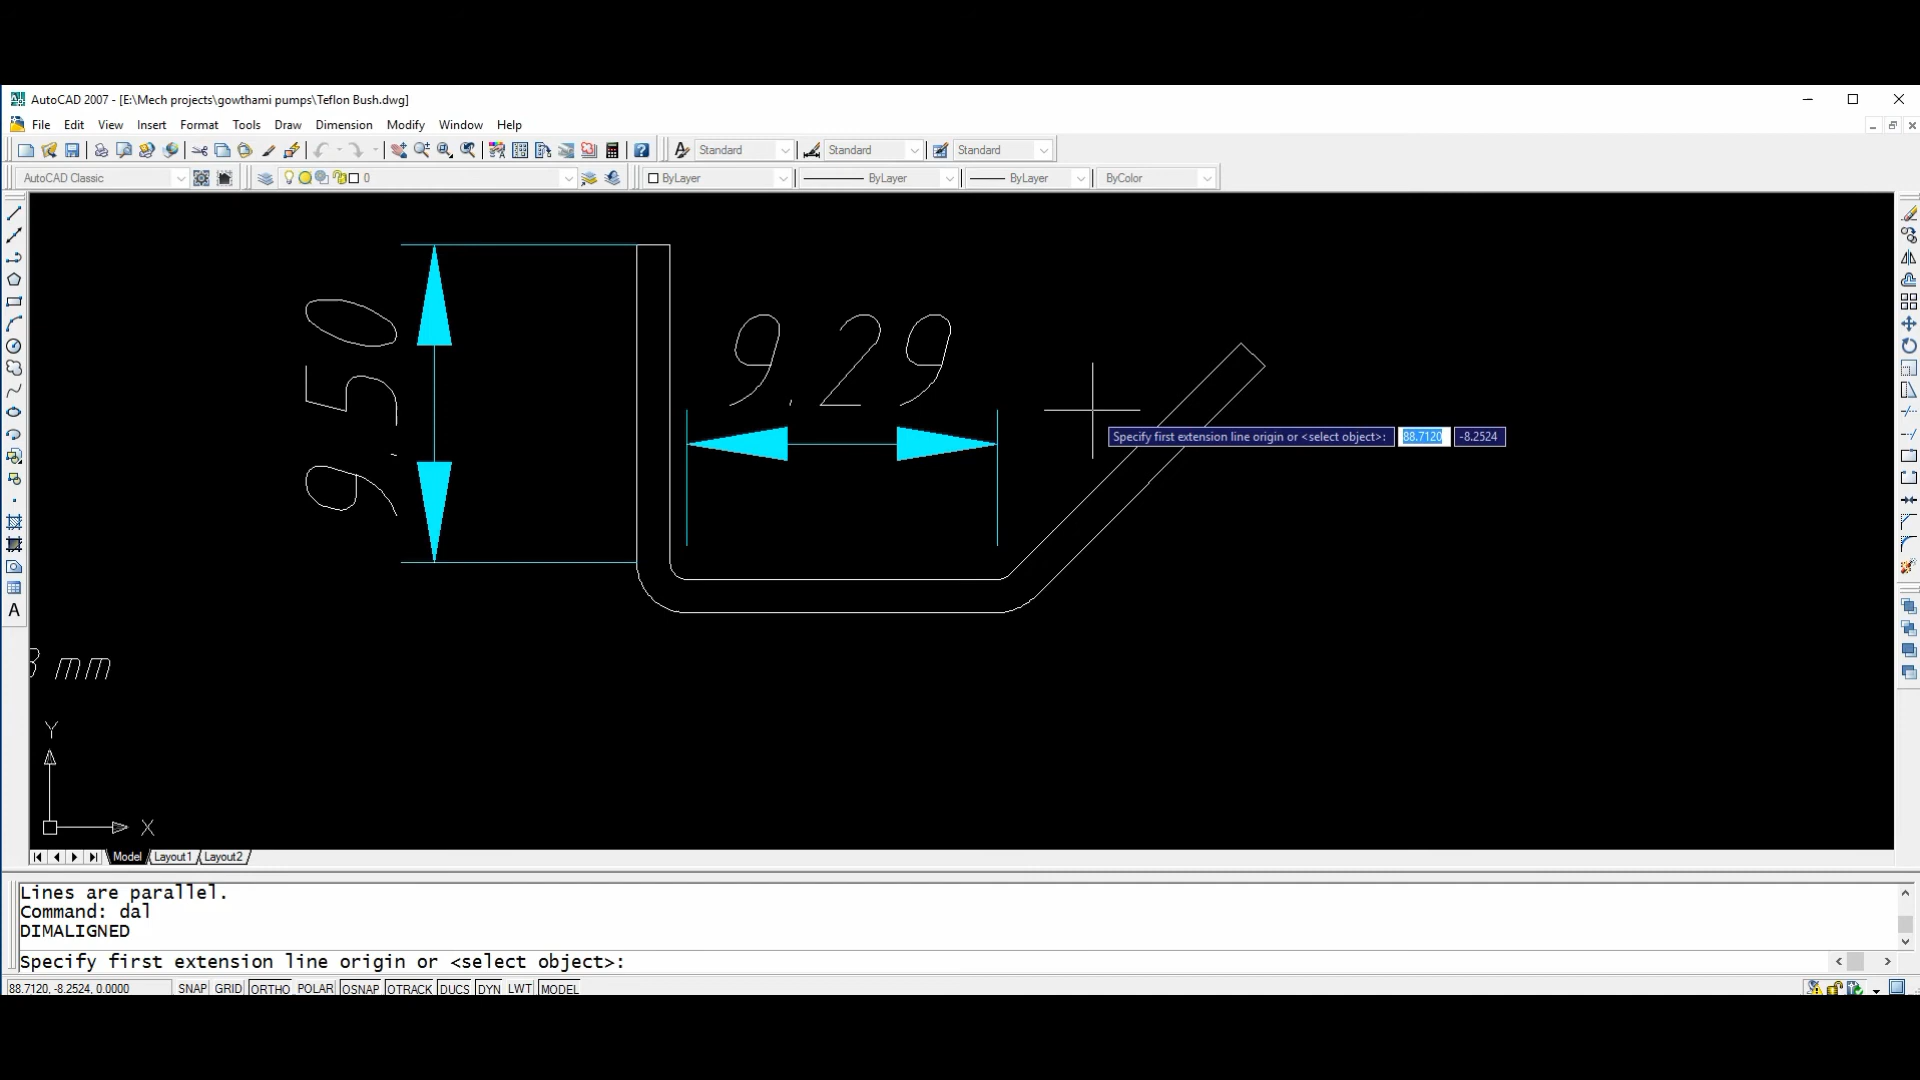 AutoCAD 2007 - [E:\Mech projects\gowthami pumps\Teflon Bush.dwg]
File Edit View Insert Format Tools Draw Dimension Modify Window Help
Standard Standard Standard
AutoCAD Classic 0 ByLayer ByLayer ByLayer ByColor
9.50
9.29
Specify first extension line origin or <select object>: 88.7120 -8.2524
mm
Y
X
Model Layout1 Layout2
Lines are parallel.
Command: dal
DIMALIGNED
Specify first extension line origin or <select object>:
88.7120, -8.2524, 0.0000 SNAP GRID ORTHO POLAR OSNAP OTRACK DUCS DYN LWT MODEL